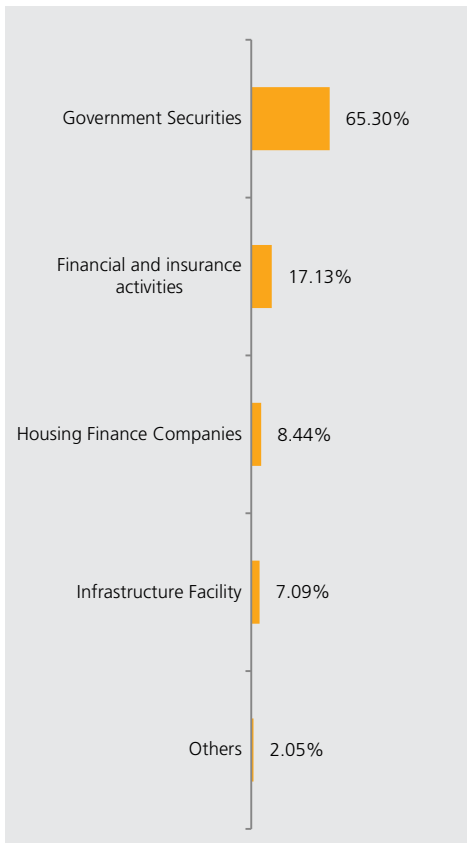 Government Securities 65.30%
Financial and insurance
activities
17.13%
Housing Finance Companies 8.44%
Infrastructure Facility 7.09%
Others 2.05%